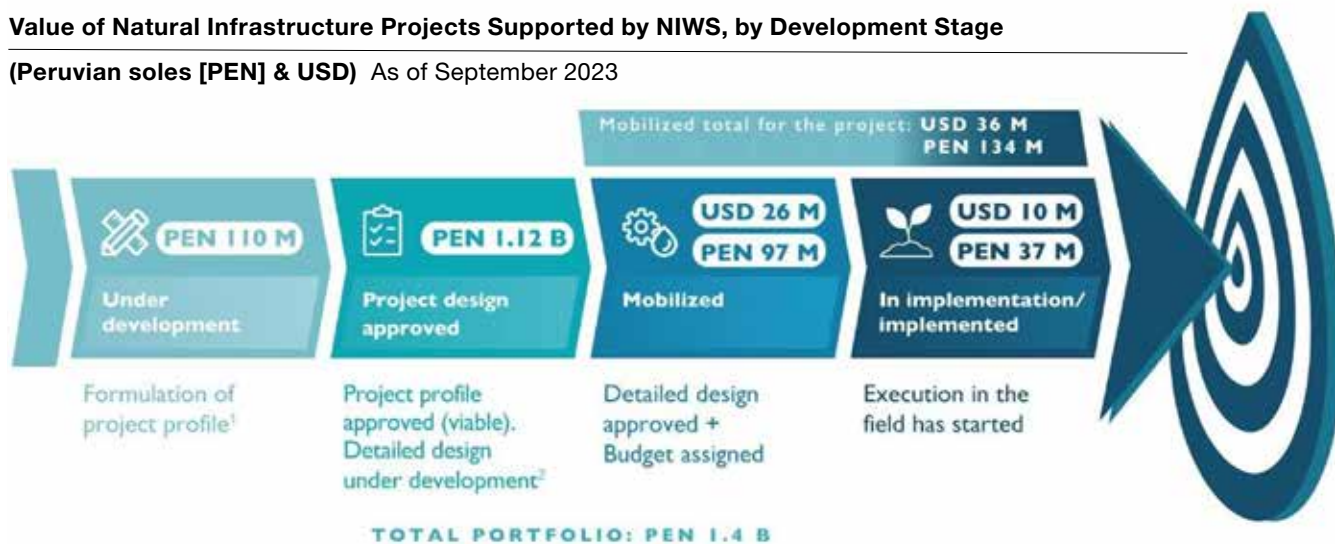 Value of Natural Infrastructure Projects Supported by NIWS, by Development Stage
(Peruvian soles [PEN] & USD) As of September 2023
Mobilized total for the project: USD 36 M
PEN 134 M
PEN 110 M
Under
development
Formulation of
project profile¹
PEN 1.12 B
Project design
approved
Project profile
approved (viable).
Detailed design
under development²
USD 26 M
PEN 97 M
Mobilized
Detailed design
approved +
Budget assigned
USD 10 M
PEN 37 M
In implementation/
implemented
Execution in the
field has started
TOTAL PORTFOLIO: PEN 1.4 B